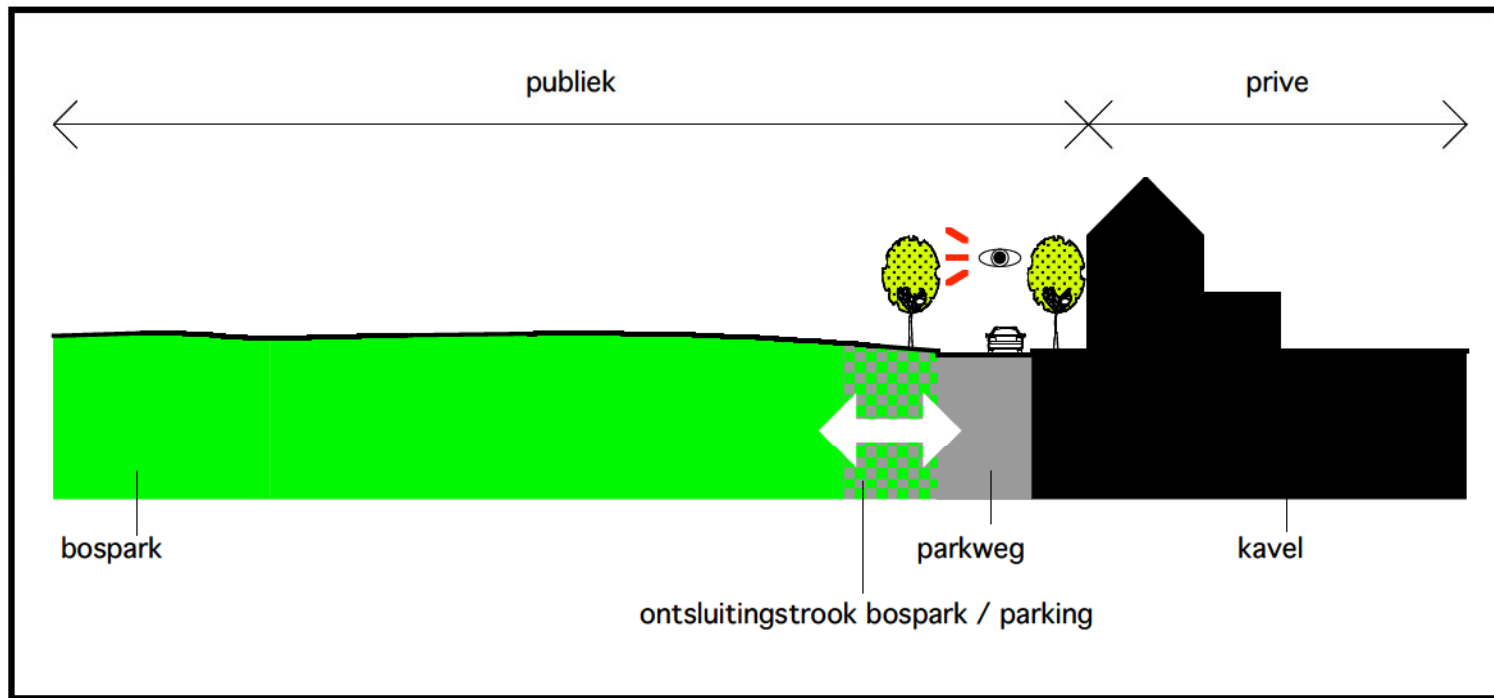 publiek
prive
bospark
parkweg
kavel
ontsluitingstrook bospark / parking